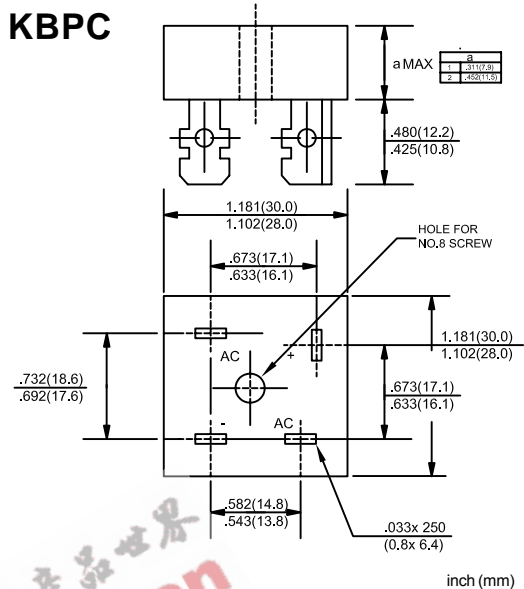 KBPC
a MAX
a
1 .311(7.9)
2 .452(11.5)
.480(12.2)
.425(10.8)
1.181(30.0)
1.102(28.0)
HOLE FOR
NO.8 SCREW
.673(17.1)
.633(16.1)
AC
+
1.181(30.0)
1.102(28.0)
.732(18.6)
.692(17.6)
.673(17.1)
.633(16.1)
- AC
.582(14.8)
.543(13.8)
.033x 250
(0.8x 6.4)
inch (mm)